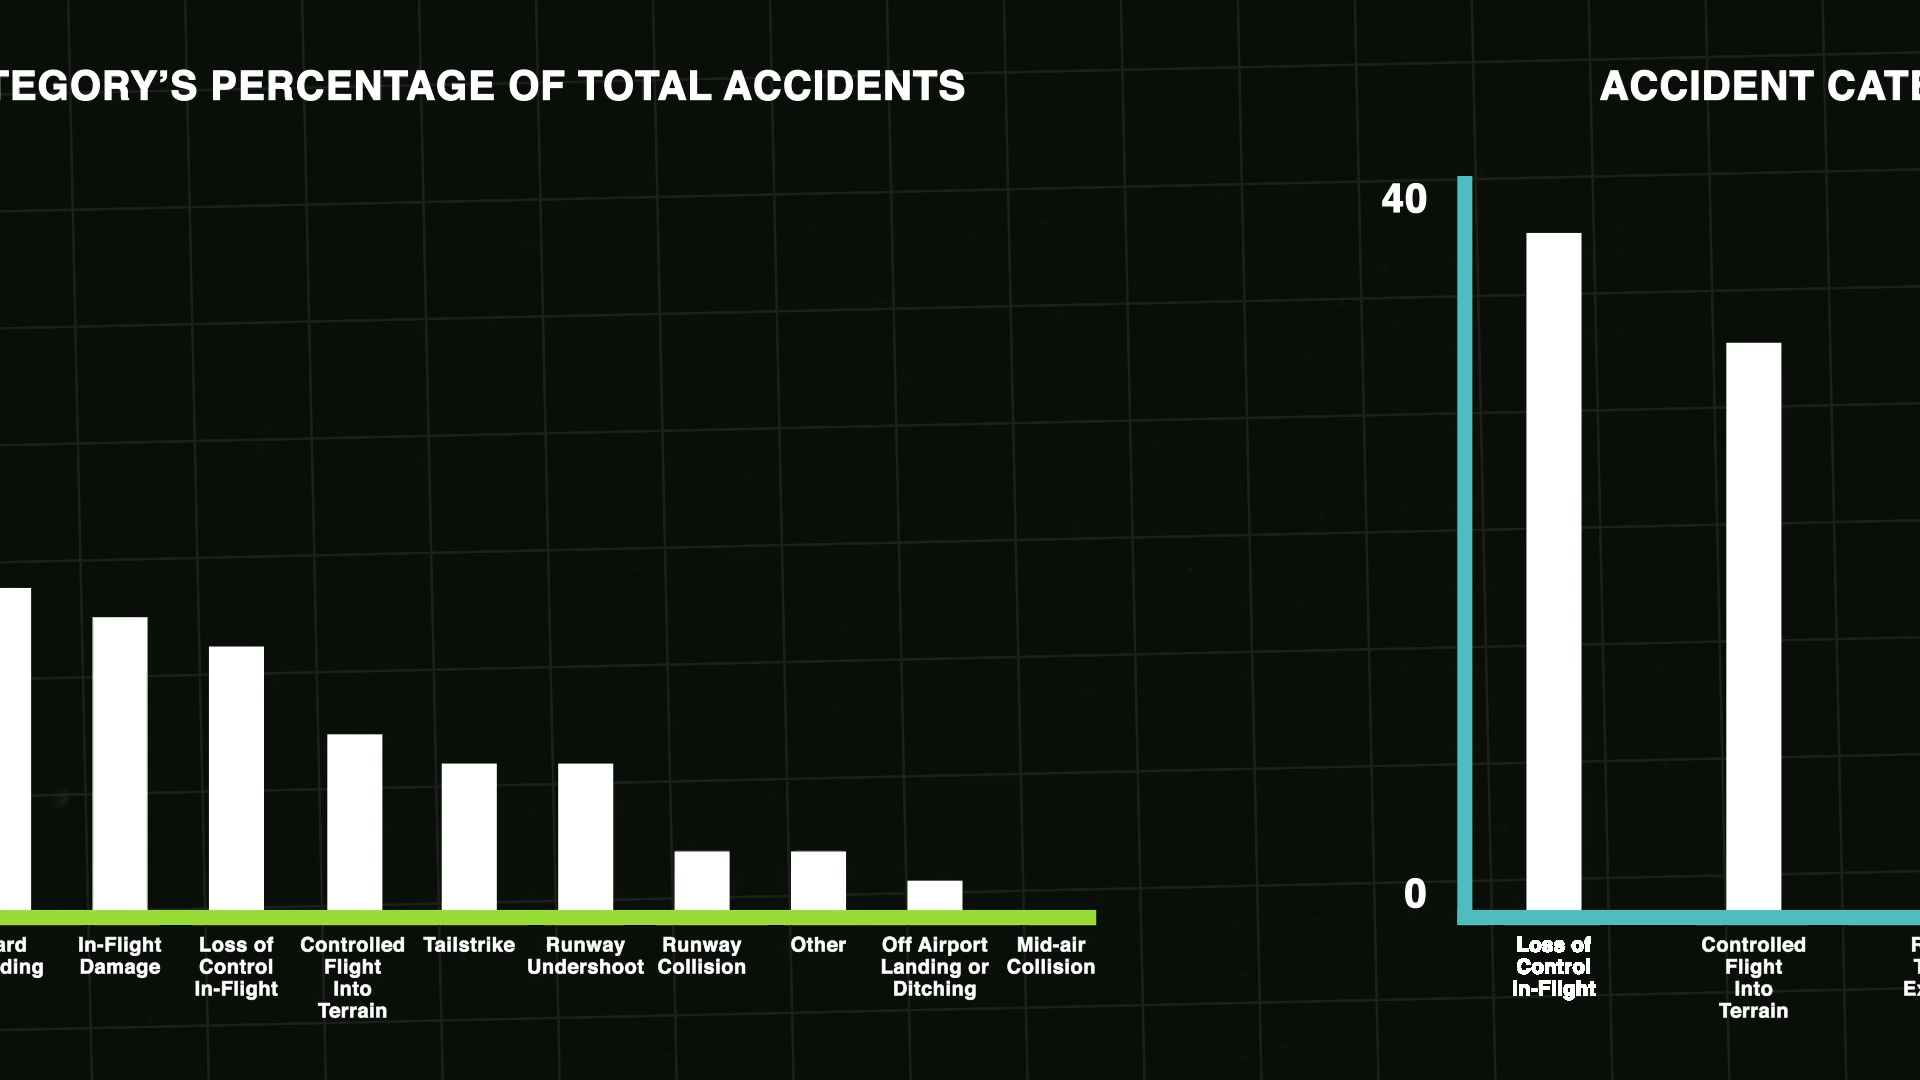 TEGORY’S PERCENTAGE OF TOTAL ACCIDENTS
ard
ding
In-Flight
Damage
Loss of
Control
In-Flight
Controlled
Flight
Into
Terrain
Tailstrike
Runway
Undershoot
Runway
Collision
Other
Off Airport
Landing or
Ditching
Mid-air
Collision
ACCIDENT CATE
40
0
Loss of
Control
In-Flight
Controlled
Flight
Into
Terrain